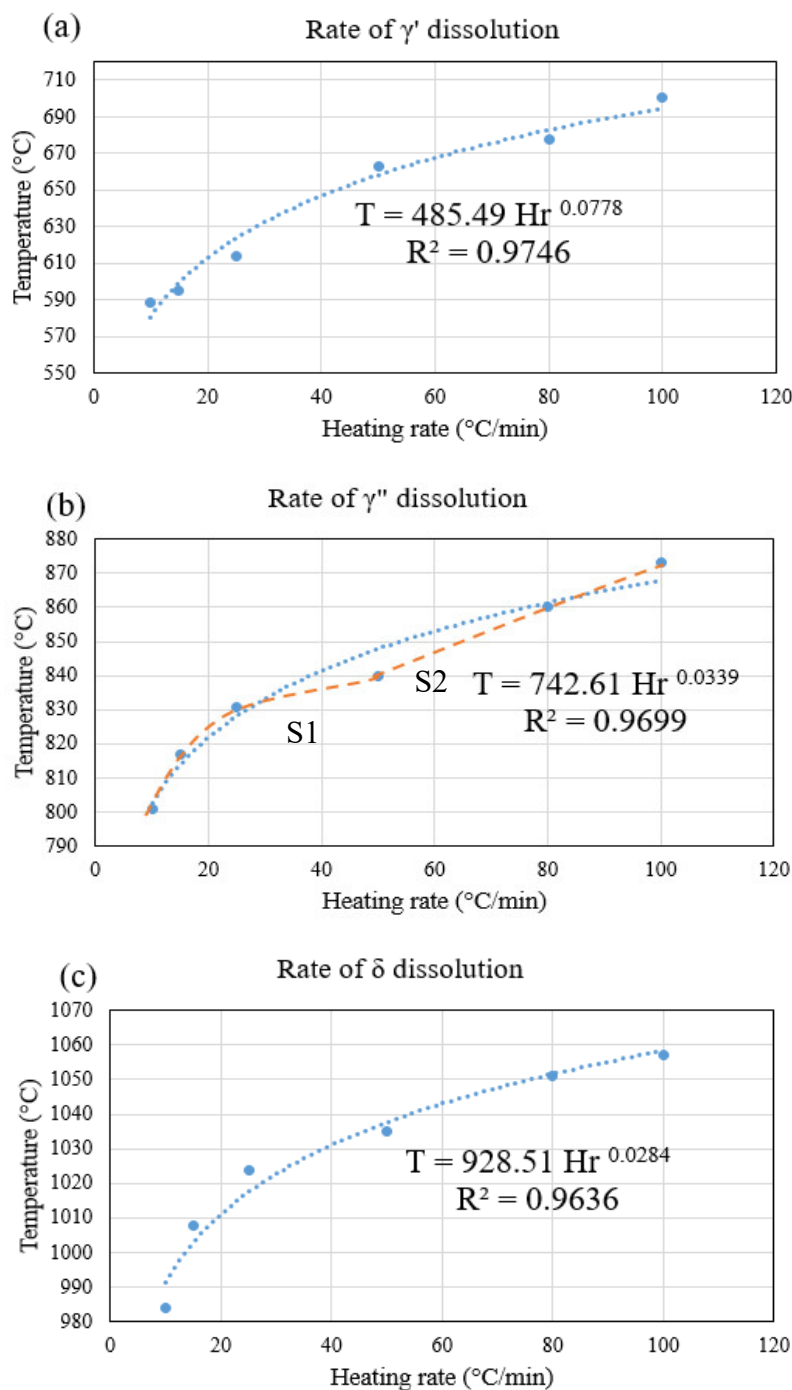 (a)
Rate of γ' dissolution
Temperature (°C)
710
690
670
650
630
610
590
570
550
T = 485.49 Hr 0.0778
R² = 0.9746
0 20 40 60 80 100 120
Heating rate (°C/min)
(b)
Rate of γ" dissolution
Temperature (°C)
880
870
860
850
840
830
820
810
800
790
S1
S2
T = 742.61 Hr 0.0339
R² = 0.9699
0 20 40 60 80 100 120
Heating rate (°C/min)
(c)
Rate of δ dissolution
Temperature (°C)
1070
1060
1050
1040
1030
1020
1010
1000
990
980
T = 928.51 Hr 0.0284
R² = 0.9636
0 20 40 60 80 100 120
Heating rate (°C/min)